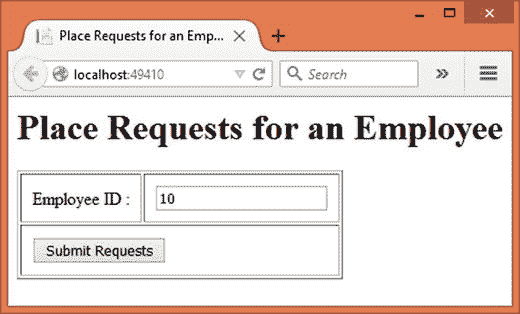 Place Requests for an Emp...
localhost:49410
Search
Place Requests for an Employee
Employee ID :
10
Submit Requests